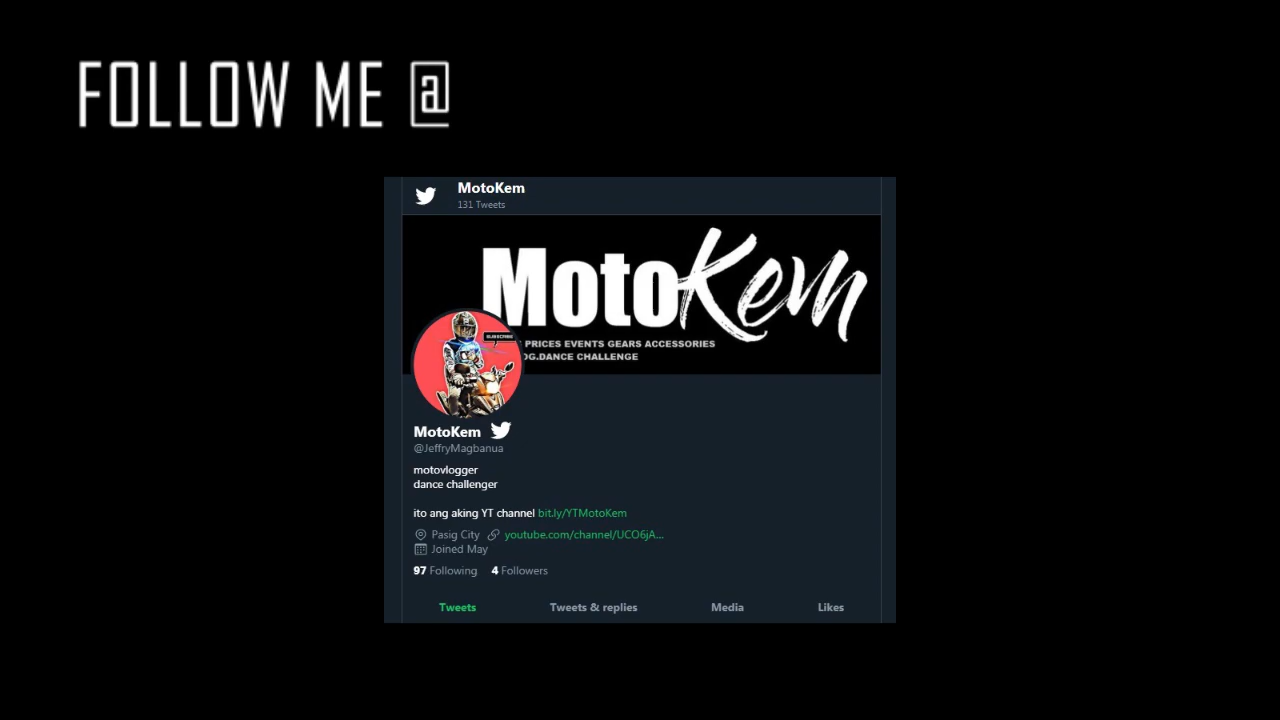 FOLLOW ME @
MotoKem
131 Tweets
MotoKem
PRICES EVENTS GEARS ACCESSORIES
OG.DANCE CHALLENGE
SUBSCRIBE
MotoKem
@JeffryMagbanua
motovlogger
dance challenger
ito ang aking YT channel bit.ly/YTMotoKem
Pasig City youtube.com/channel/UCO6jA...
Joined May
97 Following 4 Followers
Tweets Tweets & replies Media Likes